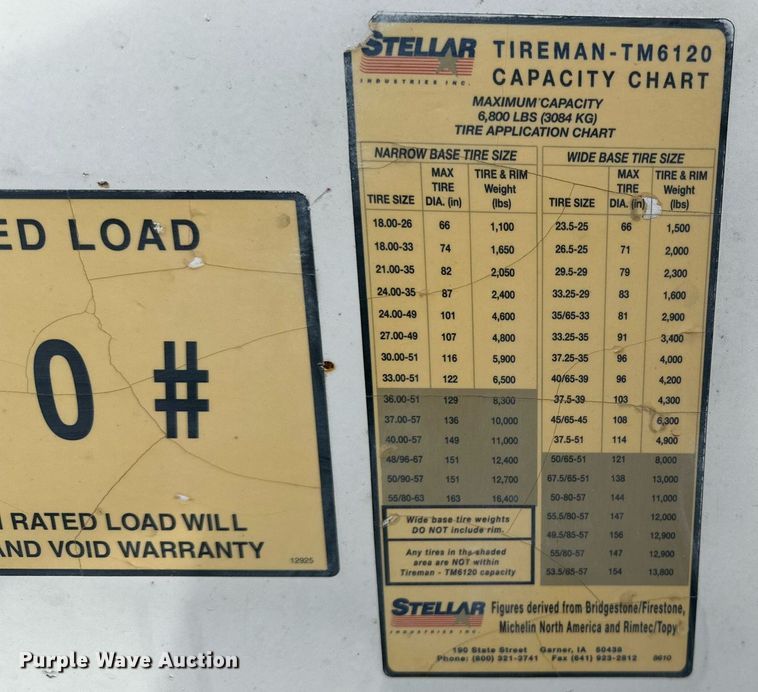 ED LOAD
0 #
N RATED LOAD WILL
AND VOID WARRANTY
12925
STELLAR
INDUSTRIES INC.
TIREMAN-TM6120
CAPACITY CHART
MAXIMUM CAPACITY
6,800 LBS (3084 KG)
TIRE APPLICATION CHART
NARROW BASE TIRE SIZE
TIRE SIZE MAX TIRE DIA. (in) TIRE & RIM Weight (lbs)
18.00-26 66 1,100
18.00-33 74 1,650
21.00-35 82 2,050
24.00-35 87 2,400
24.00-49 101 4,600
27.00-49 107 4,800
30.00-51 116 5,900
33.00-51 122 6,500
36.00-51 129 8,300
37.00-57 136 10,000
40.00-57 149 11,000
48/96-67 151 12,400
50/90-57 151 12,700
55/80-63 163 16,400
Wide base tire weights
DO NOT include rim.
Any tires in the shaded
area are NOT within
Tireman - TM6120 capacity
WIDE BASE TIRE SIZE
TIRE SIZE MAX TIRE DIA. (in) TIRE & RIM Weight (lbs)
23.5-25 66 1,500
26.5-25 71 2,000
29.5-29 79 2,300
33.25-29 83 1,600
35/65-33 81 2,900
33.25-35 91 3,400
37.25-35 96 4,000
40/65-39 96 4,200
37.5-39 103 4,300
45/65-45 108 6,300
37.5-51 114 4,900
50/65-51 121 8,000
67.5/65-51 138 13,000
50-80-57 144 11,000
55.5/80-57 147 12,000
49.5/85-57 156 12,900
55/80-57 147 12,900
53.5/85-57 154 13,800
STELLAR
INDUSTRIES INC.
Figures derived from Bridgestone/Firestone,
Michelin North America and Rimtec/Topy
190 State Street Garner, IA 50438
Phone: (800) 321-3741 Fax (641) 923-2812 8610
Purple Wave Auction